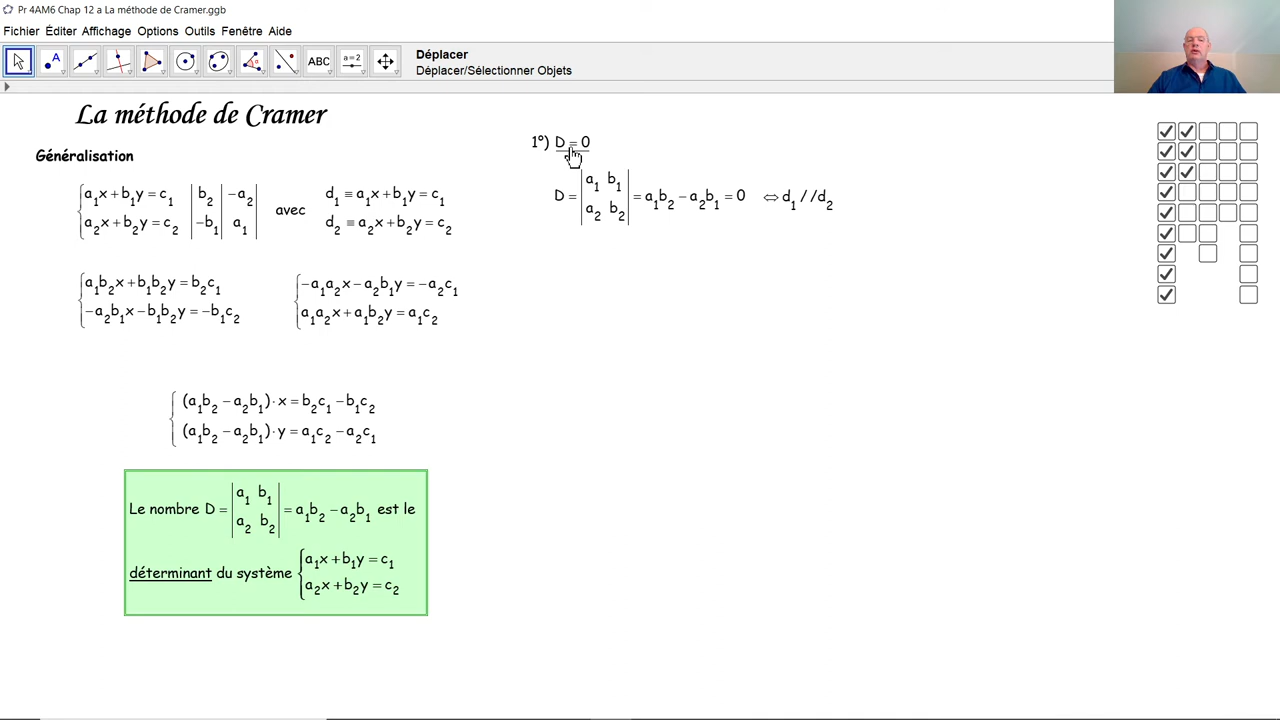 Pr 4AM6 Chap 12 a La méthode de Cramer.ggb
Fichier Éditer Affichage Options Outils Fenêtre Aide
A
ABC
a=2
Déplacer
Déplacer/Sélectionner Objets
La méthode de Cramer
Généralisation
a₁x+b₁y=c₁ | b₂ | −a₂ |
a₂x+b₂y=c₂ | −b₁ | a₁ |
avec
d₁ ≡ a₁x+b₁y=c₁
d₂ ≡ a₂x+b₂y=c₂
a₁b₂x+b₁b₂y=b₂c₁
−a₂b₁x−b₁b₂y=−b₁c₂
−a₁a₂x−a₂b₁y=−a₂c₁
a₁a₂x+a₁b₂y=a₁c₂
(a₁b₂−a₂b₁)·x=b₂c₁−b₁c₂
(a₁b₂−a₂b₁)·y=a₁c₂−a₂c₁
Le nombre D = | a₁ b₁ | = a₁b₂−a₂b₁ est le
| a₂ b₂ |
déterminant du système { a₁x+b₁y=c₁
a₂x+b₂y=c₂
1°) D=0
D = | a₁ b₁ | = a₁b₂−a₂b₁=0 ⇔ d₁//d₂
| a₂ b₂ |